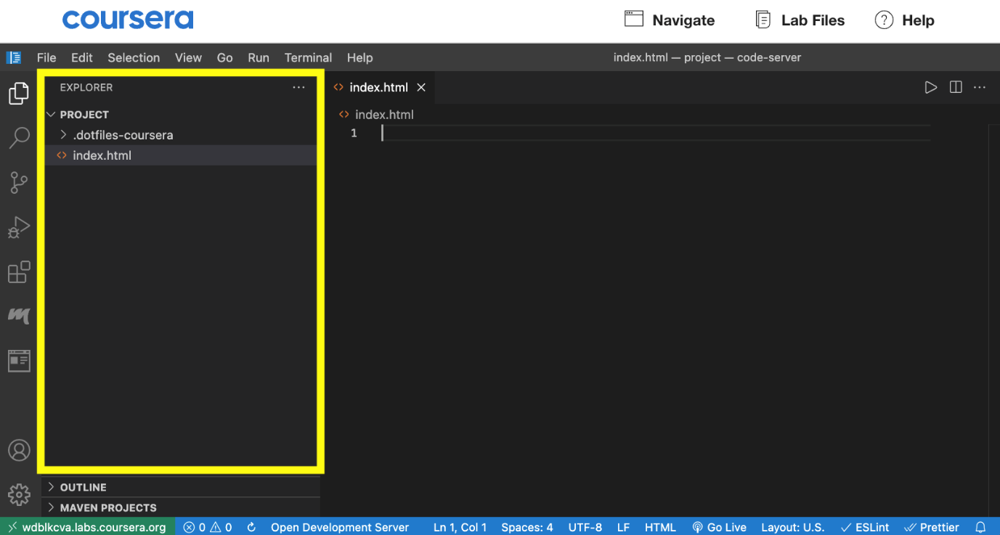 coursera
Navigate Lab Files Help
File Edit Selection View Go Run Terminal Help index.html — project — code-server
EXPLORER
PROJECT
.dotfiles-coursera
index.html
OUTLINE
MAVEN PROJECTS
index.html
index.html
1
wdblkcva.labs.coursera.org 0 0 Open Development Server Ln 1, Col 1 Spaces: 4 UTF-8 LF HTML Go Live Layout: U.S. ESLint Prettier